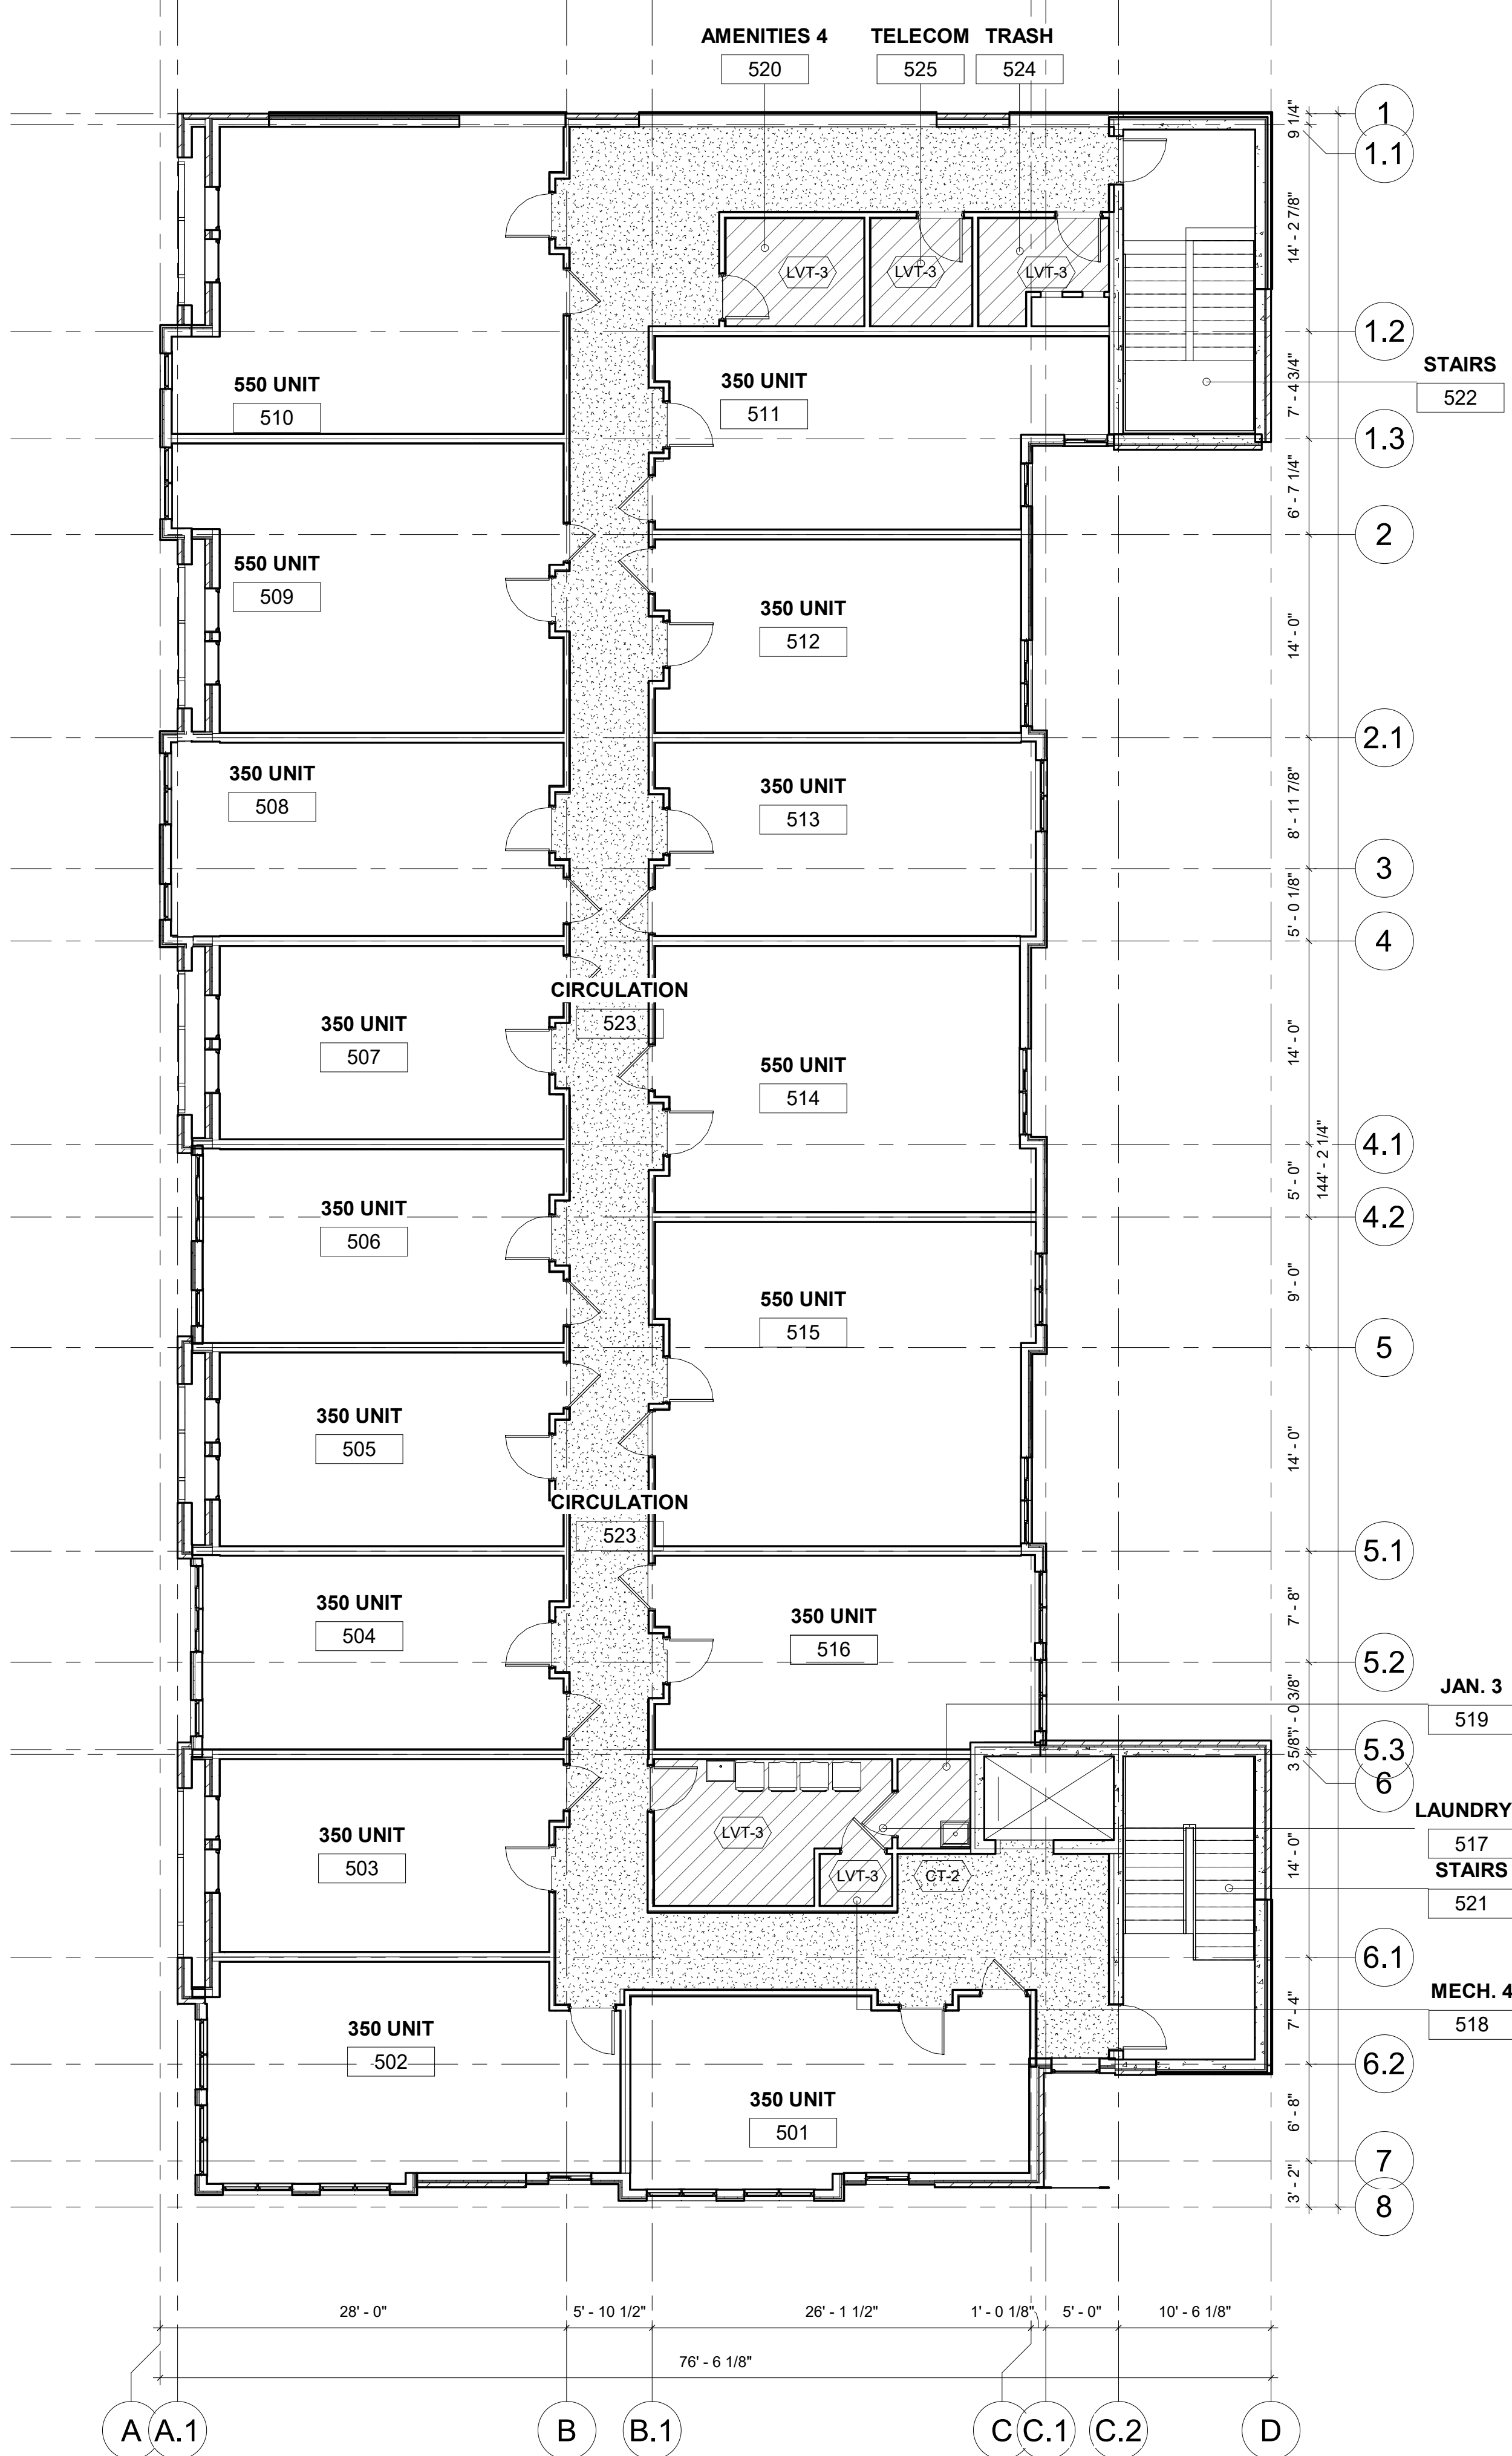 AMENITIES 4
520
TELECOM
525
TRASH
524
1
9 1/4"
1.1
14' - 2 7/8"
LVT-3
LVT-3
LVT-3
1.2
STAIRS
522
7' - 4 3/4"
550 UNIT
510
350 UNIT
511
1.3
6' - 7 1/4"
2
550 UNIT
509
350 UNIT
512
14' - 0"
2.1
350 UNIT
508
350 UNIT
513
8' - 11 7/8"
3
5' - 0 1/8"
4
CIRCULATION
523
350 UNIT
507
550 UNIT
514
14' - 0"
4.1
144' - 2 1/4"
5' - 0"
4.2
350 UNIT
506
550 UNIT
515
9' - 0"
5
350 UNIT
505
14' - 0"
CIRCULATION
523
5.1
350 UNIT
504
350 UNIT
516
7' - 8"
5.2
JAN. 3
519
0 3/8"
5.3
3 5/8"
6
LAUNDRY
517
LVT-3
350 UNIT
503
LVT-3
CT-2
14' - 0"
STAIRS
521
6.1
MECH. 4
518
7' - 4"
350 UNIT
502
6.2
350 UNIT
501
6' - 8"
7
3' - 2"
8
28' - 0"
5' - 10 1/2"
26' - 1 1/2"
1' - 0 1/8"
5' - 0"
10' - 6 1/8"
76' - 6 1/8"
A
A.1
B
B.1
C
C.1
C.2
D